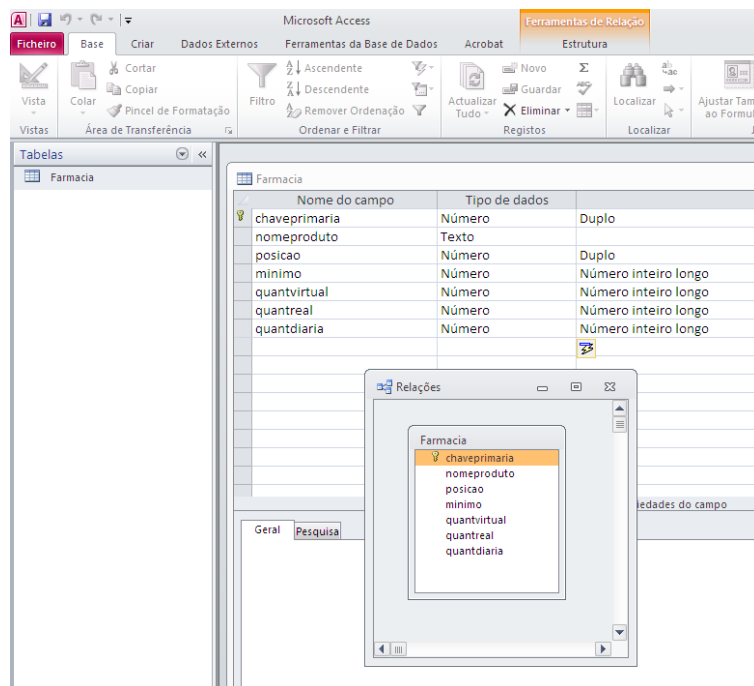 Microsoft Access
Ferramentas de Relação
Ficheiro Base Criar Dados Externos Ferramentas da Base de Dados Acrobat Estrutura
Vista
Vistas
Colar
Cortar
Copiar
Pincel de Formatação
Área de Transferência
Filtro
Ascendente
Descendente
Remover Ordenação
Ordenar e Filtrar
Actualizar
Tudo
Novo
Guardar
Eliminar
Registos
Localizar
Localizar
Ajustar Tam
ao Formul
Tabelas
Farmacia
Farmacia
Nome do campo Tipo de dados
chaveprimaria Número Duplo
nomeproduto Texto
posicao Número Duplo
minimo Número Número inteiro longo
quantvirtual Número Número inteiro longo
quantreal Número Número inteiro longo
quantdiaria Número Número inteiro longo
iedades do campo
Geral Pesquisa
Relações
Farmacia
chaveprimaria
nomeproduto
posicao
minimo
quantvirtual
quantreal
quantdiaria